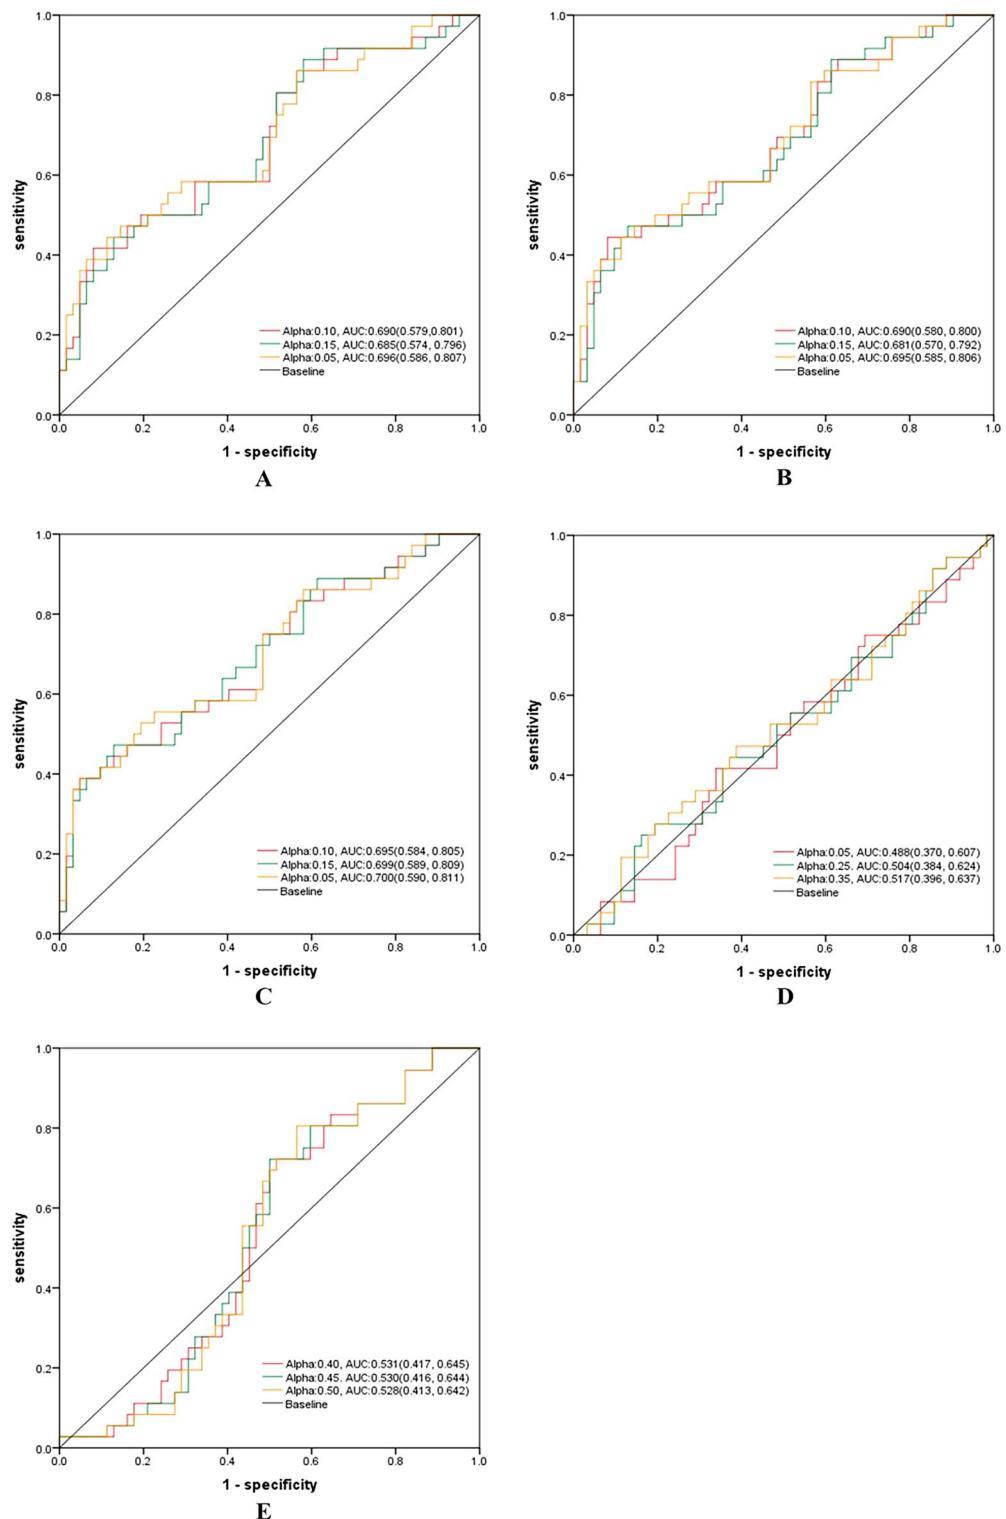 1.0
0.8
0.6
0.4
0.2
0.0
sensitivity
Alpha:0.10, AUC:0.690(0.579,0.801)
Alpha:0.15, AUC:0.685(0.574, 0.796)
Alpha:0.05, AUC:0.696(0.586, 0.807)
Baseline
0.0 0.2 0.4 0.6 0.8 1.0
1 - specificity
A
1.0
0.8
0.6
0.4
0.2
0.0
sensitivity
Alpha:0.10, AUC:0.690(0.580, 0.800)
Alpha:0.15, AUC:0.681(0.570, 0.792)
Alpha:0.05, AUC:0.695(0.585, 0.806)
Baseline
0.0 0.2 0.4 0.6 0.8 1.0
1 - specificity
B
1.0
0.8
0.6
0.4
0.2
0.0
sensitivity
Alpha:0.10, AUC:0.695(0.584, 0.805)
Alpha:0.15, AUC:0.699(0.589, 0.809)
Alpha:0.05, AUC:0.700(0.590, 0.811)
Baseline
0.0 0.2 0.4 0.6 0.8 1.0
1 - specificity
C
1.0
0.8
0.6
0.4
0.2
0.0
sensitivity
Alpha:0.05, AUC:0.488(0.370, 0.607)
Alpha:0.25. AUC:0.504(0.384, 0.624)
Alpha:0.35, AUC:0.517(0.396, 0.637)
Baseline
0.0 0.2 0.4 0.6 0.8 1.0
1 - specificity
D
1.0
0.8
0.6
0.4
0.2
0.0
sensitivity
Alpha:0.40, AUC:0.531(0.417, 0.645)
Alpha:0.45. AUC:0.530(0.416, 0.644)
Alpha:0.50, AUC:0.528(0.413, 0.642)
Baseline
0.0 0.2 0.4 0.6 0.8 1.0
1 - specificity
E